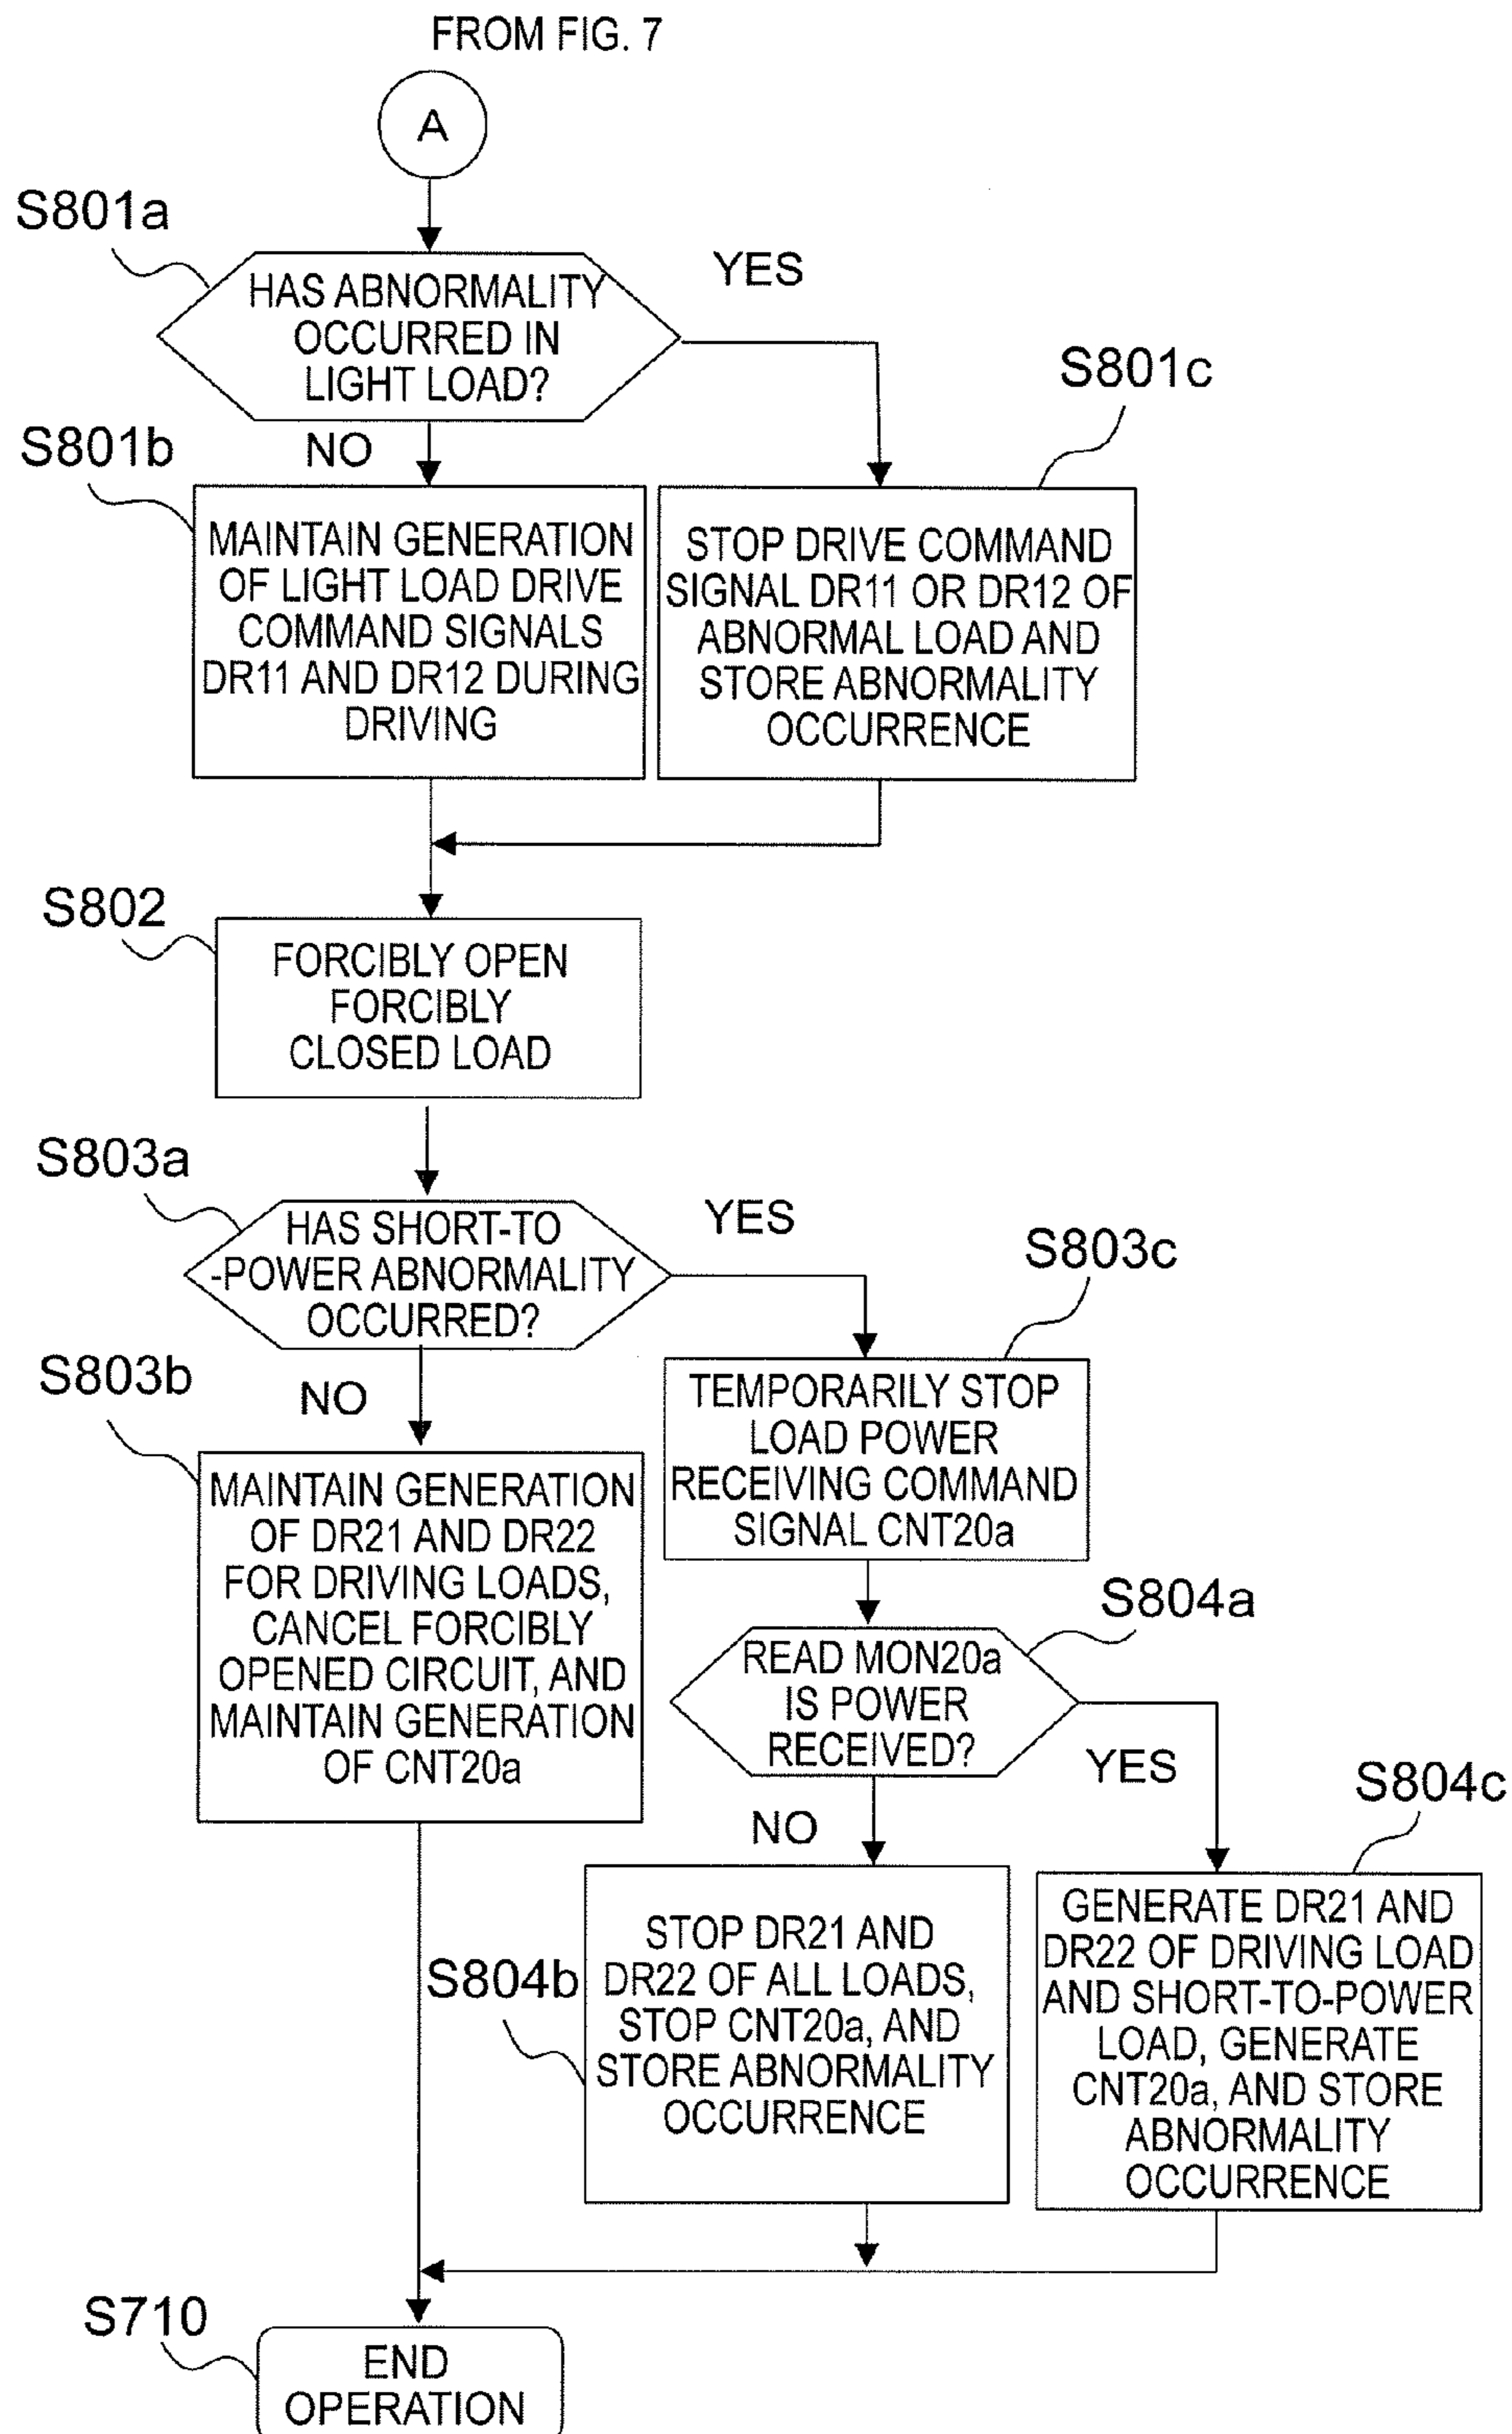 FROM FIG. 7
A
S801a
HAS ABNORMALITY
OCCURRED IN
LIGHT LOAD?
YES
NO
S801b
MAINTAIN GENERATION
OF LIGHT LOAD DRIVE
COMMAND SIGNALS
DR11 AND DR12 DURING
DRIVING
S801c
STOP DRIVE COMMAND
SIGNAL DR11 OR DR12 OF
ABNORMAL LOAD AND
STORE ABNORMALITY
OCCURRENCE
S802
FORCIBLY OPEN
FORCIBLY
CLOSED LOAD
S803a
HAS SHORT-TO
-POWER ABNORMALITY
OCCURRED?
YES
NO
S803b
MAINTAIN GENERATION
OF DR21 AND DR22
FOR DRIVING LOADS,
CANCEL FORCIBLY
OPENED CIRCUIT, AND
MAINTAIN GENERATION
OF CNT20a
S803c
TEMPORARILY STOP
LOAD POWER
RECEIVING COMMAND
SIGNAL CNT20a
S804a
READ MON20a
IS POWER
RECEIVED?
YES
NO
S804b
STOP DR21 AND
DR22 OF ALL LOADS,
STOP CNT20a, AND
STORE ABNORMALITY
OCCURRENCE
S804c
GENERATE DR21 AND
DR22 OF DRIVING LOAD
AND SHORT-TO-POWER
LOAD, GENERATE
CNT20a, AND STORE
ABNORMALITY
OCCURRENCE
S710
END
OPERATION